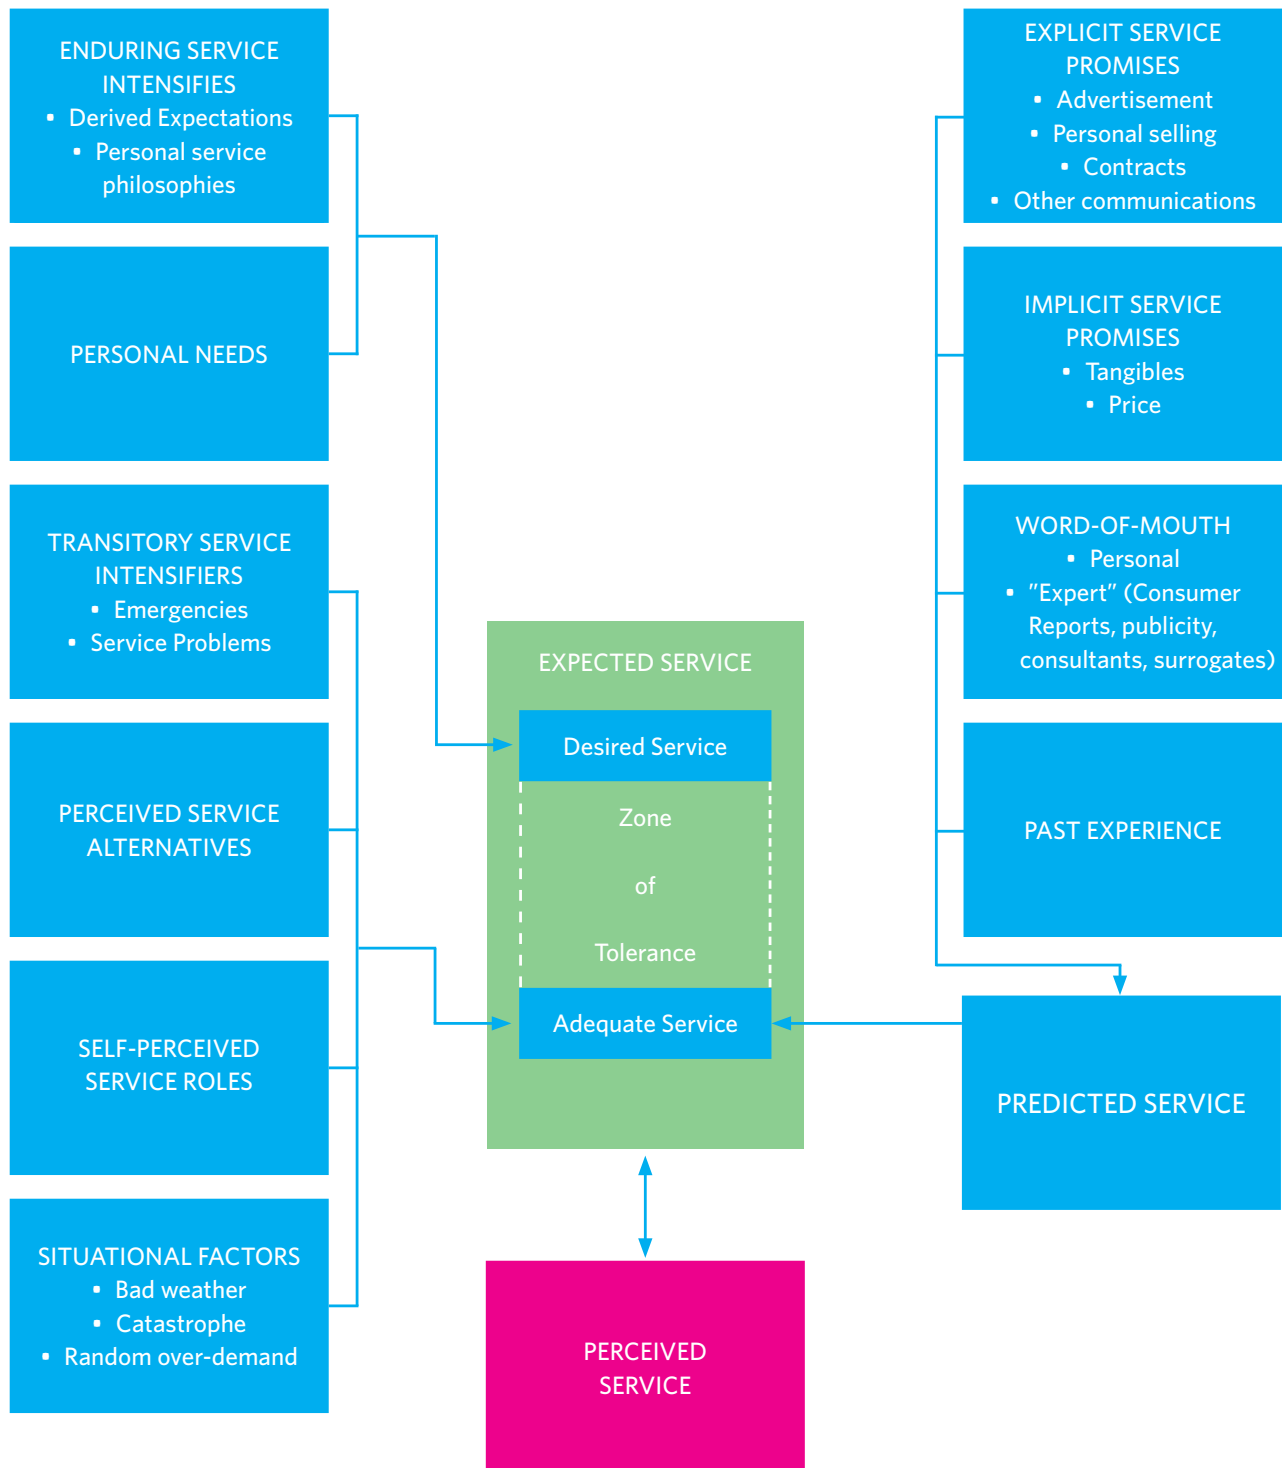 ENDURING SERVICE
INTENSIFIES
▪ Derived Expectations
▪ Personal service
philosophies
PERSONAL NEEDS
TRANSITORY SERVICE
INTENSIFIERS
▪ Emergencies
▪ Service Problems
PERCEIVED SERVICE
ALTERNATIVES
SELF-PERCEIVED
SERVICE ROLES
SITUATIONAL FACTORS
▪ Bad weather
▪ Catastrophe
▪ Random over-demand
EXPECTED SERVICE
Desired Service
Zone
of
Tolerance
Adequate Service
PERCEIVED
SERVICE
EXPLICIT SERVICE
PROMISES
▪ Advertisement
▪ Personal selling
▪ Contracts
▪ Other communications
IMPLICIT SERVICE
PROMISES
▪ Tangibles
▪ Price
WORD-OF-MOUTH
▪ Personal
▪ "Expert" (Consumer
Reports, publicity,
consultants, surrogates)
PAST EXPERIENCE
PREDICTED SERVICE